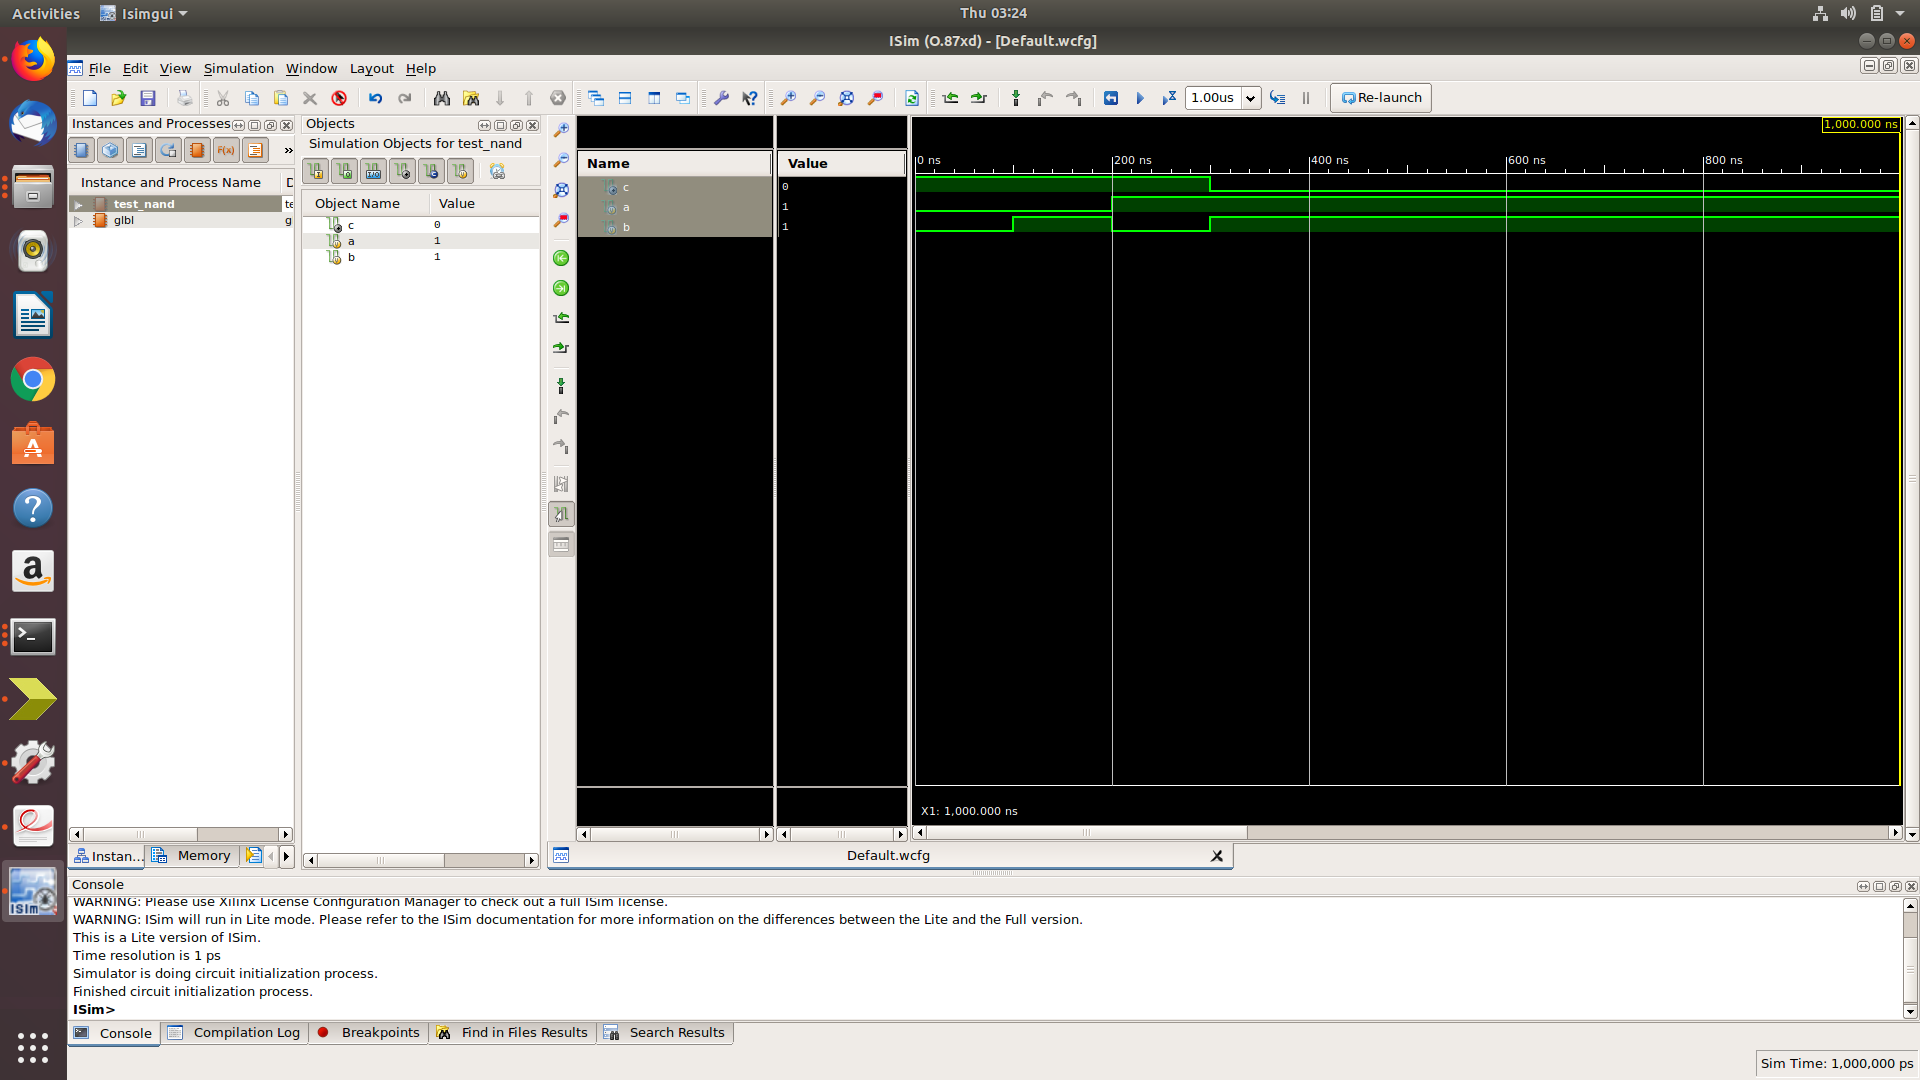 Activities
Isimgui
Thu 03:24
ISim (O.87xd) - [Default.wcfg]
File Edit View Simulation Window Layout Help
1.00us
Re-launch
Instances and Processes
Instance and Process Name
D
test_nand
te
glbl
g
Instan...
Memory
Objects
Simulation Objects for test_nand
Object Name Value
c 0
a 1
b 1
Name Value
c 0
a 1
b 1
1,000.000 ns
0 ns 200 ns 400 ns 600 ns 800 ns
X1: 1,000.000 ns
Default.wcfg
Console
WARNING: Please use Xilinx License Configuration Manager to check out a full ISim license.
WARNING: ISim will run in Lite mode. Please refer to the ISim documentation for more information on the differences between the Lite and the Full version.
This is a Lite version of ISim.
Time resolution is 1 ps
Simulator is doing circuit initialization process.
Finished circuit initialization process.
ISim>
Console Compilation Log Breakpoints Find in Files Results Search Results
Sim Time: 1,000,000 ps